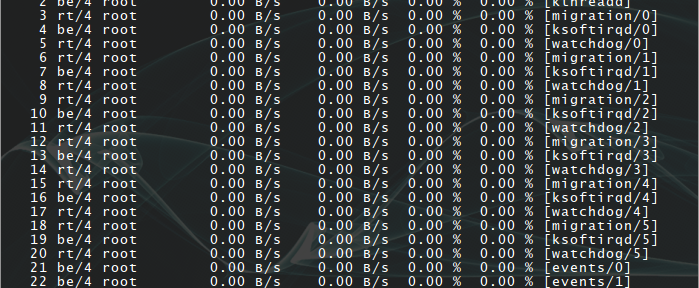 2 be/4 root 0.00 B/s 0.00 B/s 0.00 % 0.00 % [kthreadd]
3 rt/4 root 0.00 B/s 0.00 B/s 0.00 % 0.00 % [migration/0]
4 be/4 root 0.00 B/s 0.00 B/s 0.00 % 0.00 % [ksoftirqd/0]
5 rt/4 root 0.00 B/s 0.00 B/s 0.00 % 0.00 % [watchdog/0]
6 rt/4 root 0.00 B/s 0.00 B/s 0.00 % 0.00 % [migration/1]
7 be/4 root 0.00 B/s 0.00 B/s 0.00 % 0.00 % [ksoftirqd/1]
8 rt/4 root 0.00 B/s 0.00 B/s 0.00 % 0.00 % [watchdog/1]
9 rt/4 root 0.00 B/s 0.00 B/s 0.00 % 0.00 % [migration/2]
10 be/4 root 0.00 B/s 0.00 B/s 0.00 % 0.00 % [ksoftirqd/2]
11 rt/4 root 0.00 B/s 0.00 B/s 0.00 % 0.00 % [watchdog/2]
12 rt/4 root 0.00 B/s 0.00 B/s 0.00 % 0.00 % [migration/3]
13 be/4 root 0.00 B/s 0.00 B/s 0.00 % 0.00 % [ksoftirqd/3]
14 rt/4 root 0.00 B/s 0.00 B/s 0.00 % 0.00 % [watchdog/3]
15 rt/4 root 0.00 B/s 0.00 B/s 0.00 % 0.00 % [migration/4]
16 be/4 root 0.00 B/s 0.00 B/s 0.00 % 0.00 % [ksoftirqd/4]
17 rt/4 root 0.00 B/s 0.00 B/s 0.00 % 0.00 % [watchdog/4]
18 rt/4 root 0.00 B/s 0.00 B/s 0.00 % 0.00 % [migration/5]
19 be/4 root 0.00 B/s 0.00 B/s 0.00 % 0.00 % [ksoftirqd/5]
20 rt/4 root 0.00 B/s 0.00 B/s 0.00 % 0.00 % [watchdog/5]
21 be/4 root 0.00 B/s 0.00 B/s 0.00 % 0.00 % [events/0]
22 be/4 root 0.00 B/s 0.00 B/s 0.00 % 0.00 % [events/1]